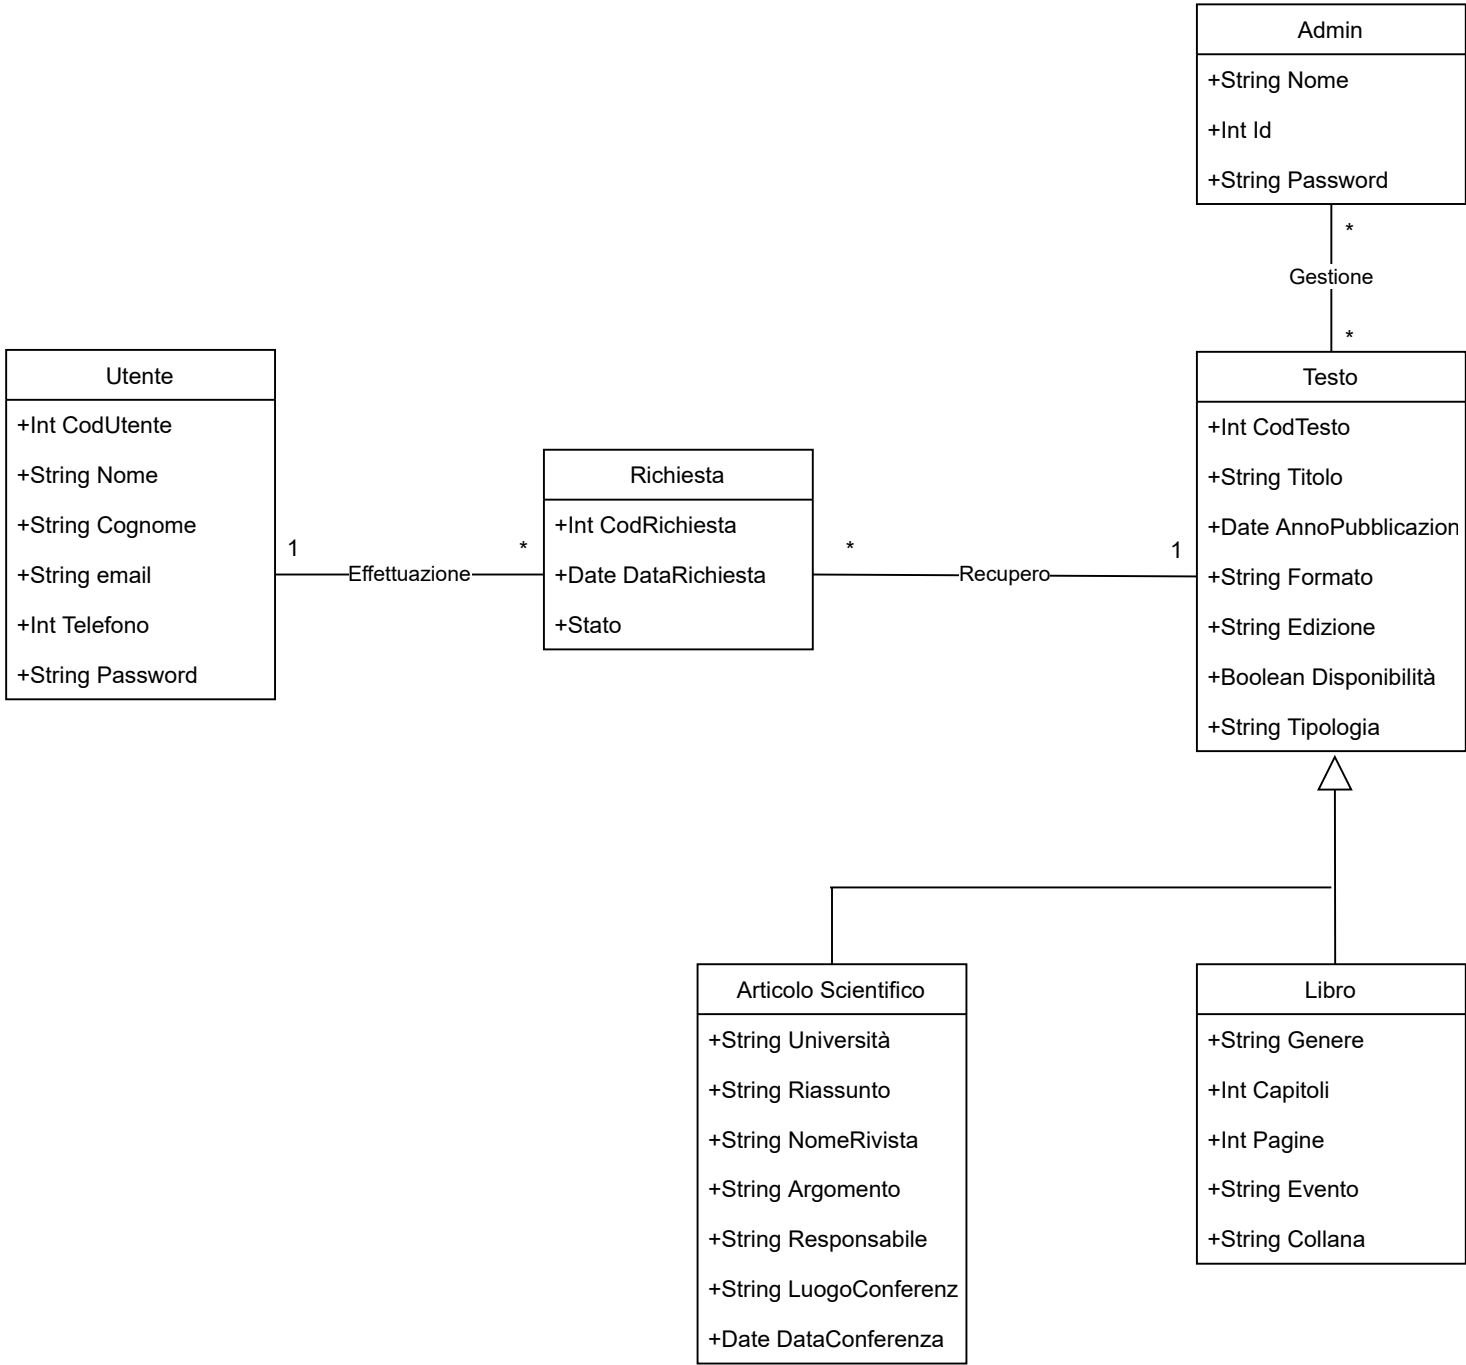 Admin
+String Nome
+Int Id
+String Password
*
Gestione
*
Utente
+Int CodUtente
+String Nome
+String Cognome
+String email
+Int Telefono
+String Password
1
Effettuazione
*
Richiesta
+Int CodRichiesta
+Date DataRichiesta
+Stato
*
Recupero
1
Testo
+Int CodTesto
+String Titolo
+Date AnnoPubblicazion
+String Formato
+String Edizione
+Boolean Disponibilità
+String Tipologia
Articolo Scientifico
+String Università
+String Riassunto
+String NomeRivista
+String Argomento
+String Responsabile
+String LuogoConferenz
+Date DataConferenza
Libro
+String Genere
+Int Capitoli
+Int Pagine
+String Evento
+String Collana